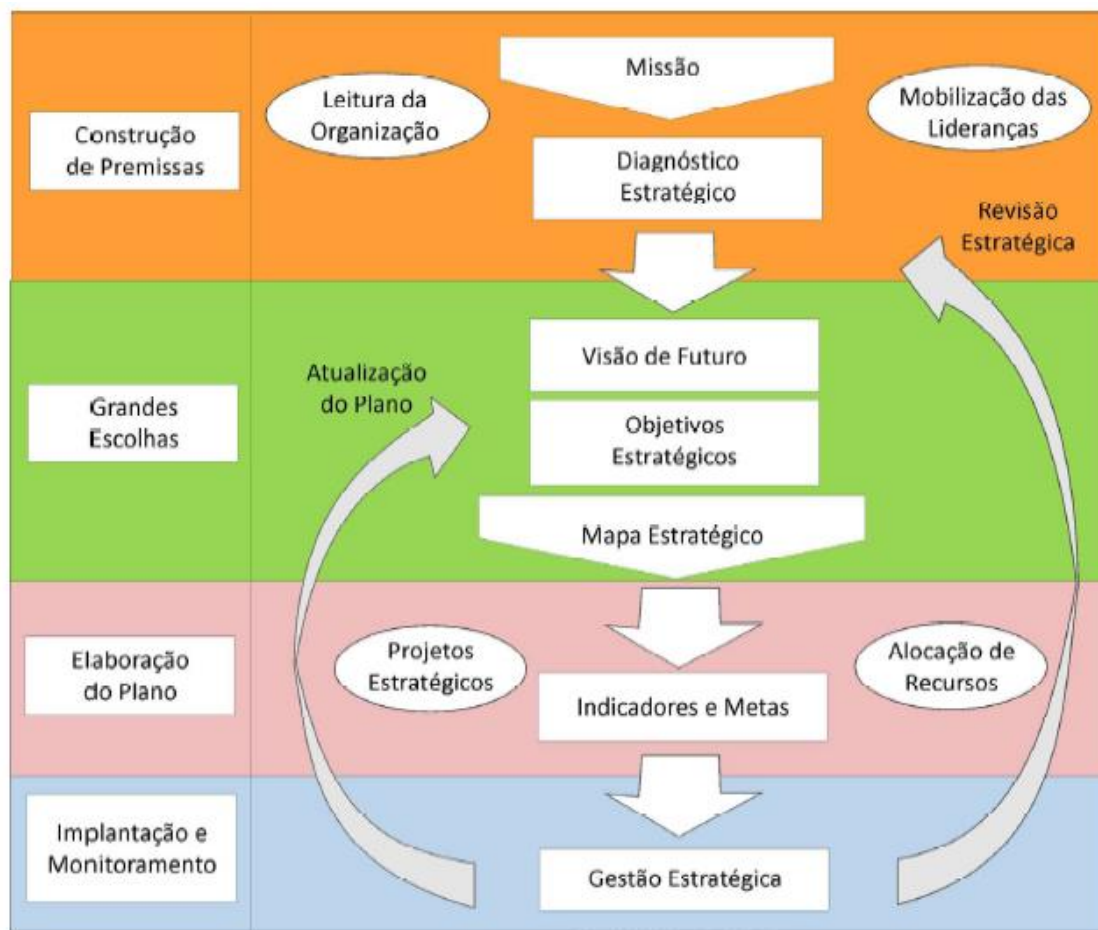 Missão
Leitura da
Organização
Mobilização das
Lideranças
Construção
de Premissas
Diagnóstico
Estratégico
Revisão
Estratégica
Visão de Futuro
Atualização
do Plano
Grandes
Escolhas
Objetivos
Estratégicos
Mapa Estratégico
Elaboração
do Plano
Projetos
Estratégicos
Alocação de
Recursos
Indicadores e Metas
Implantação e
Monitoramento
Gestão Estratégica